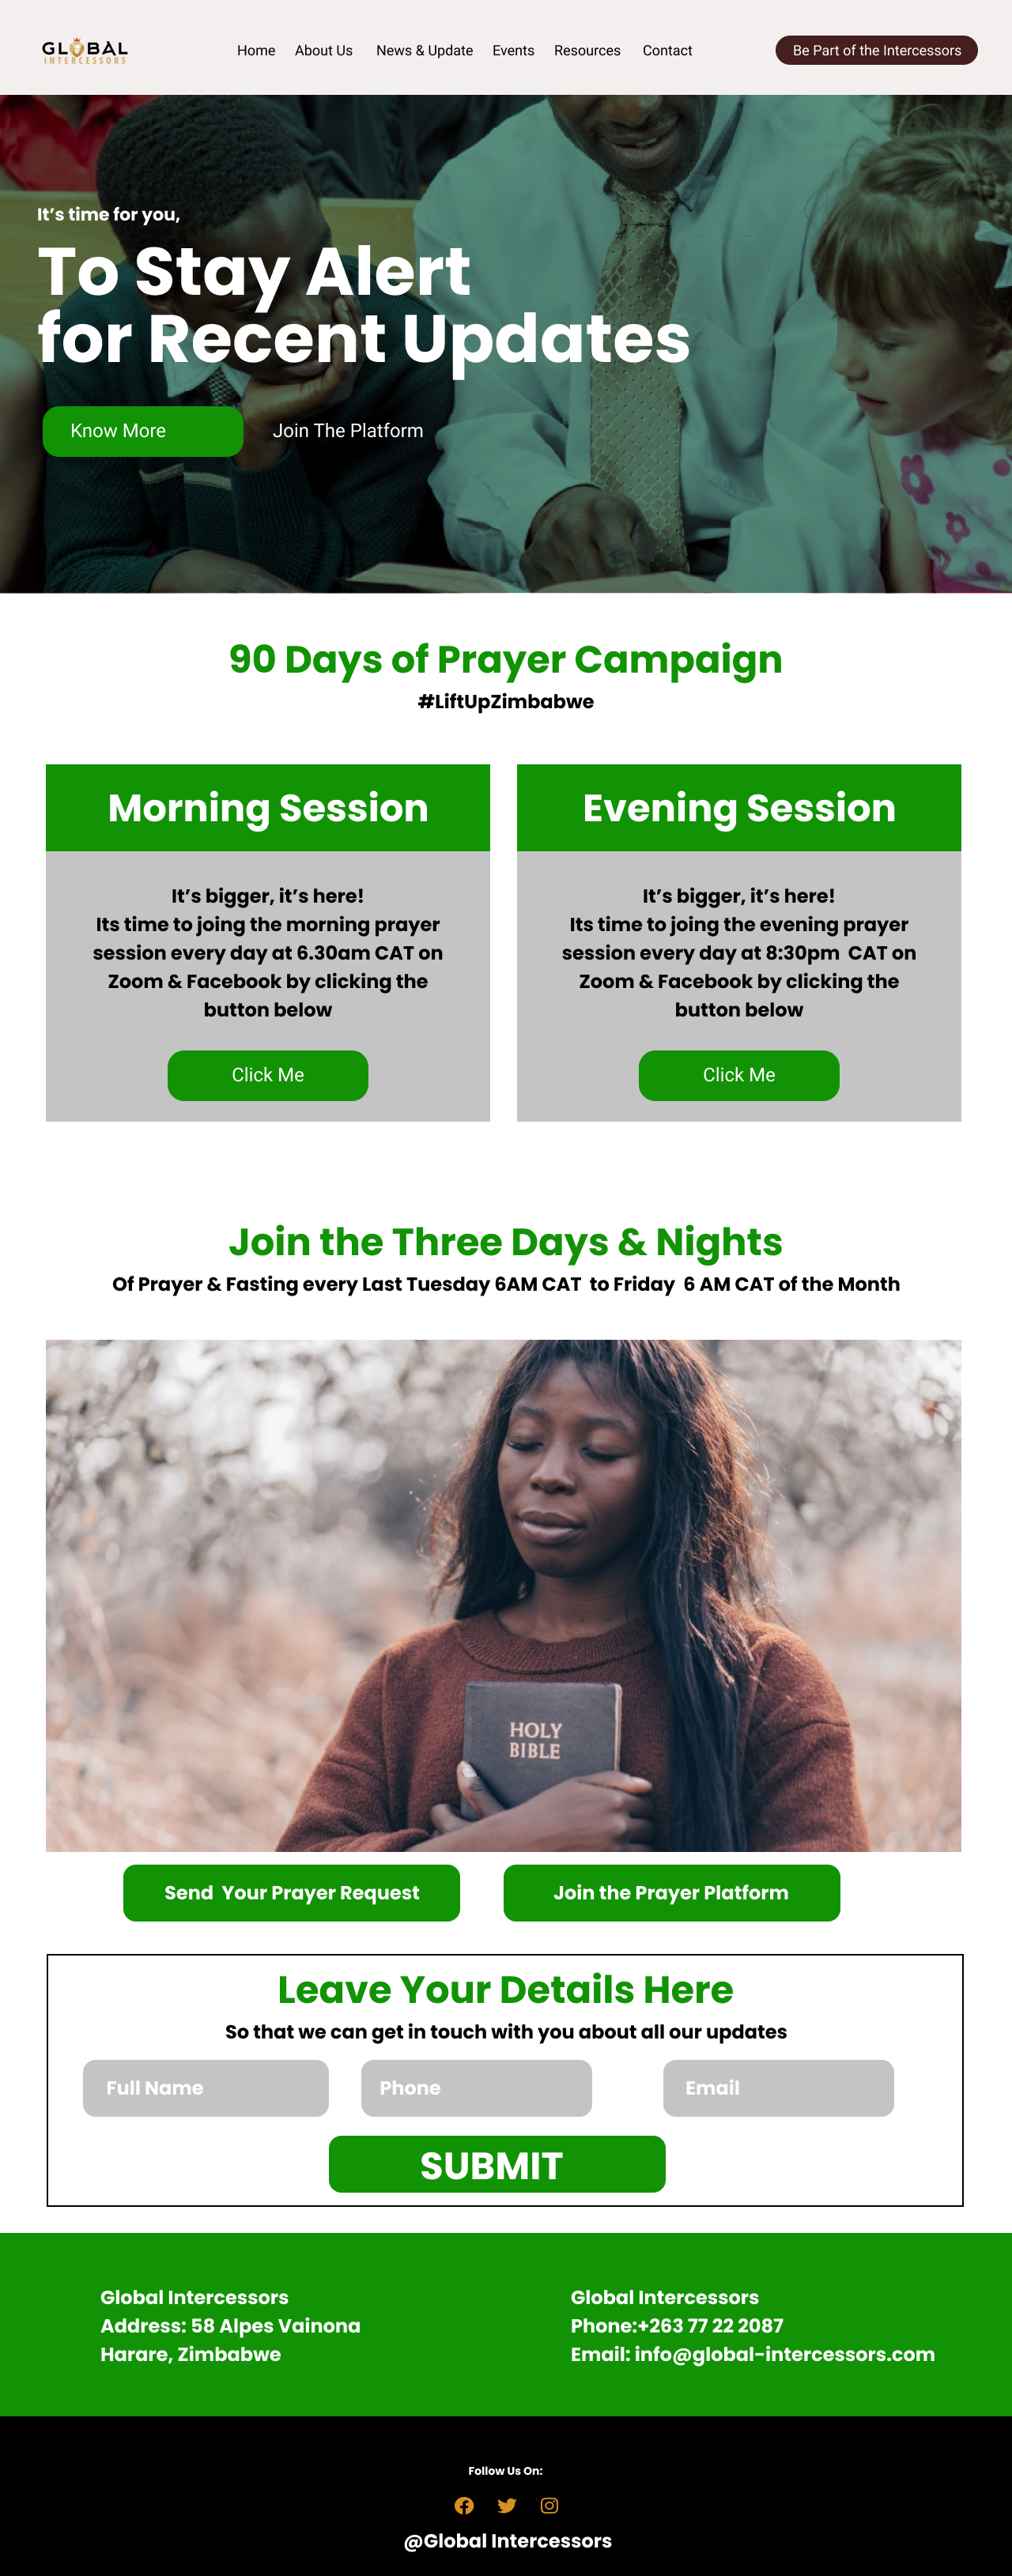 GLOBAL
INTERCESSORS
Home About Us News & Update Events Resources Contact
Be Part of the Intercessors
It’s time for you,
To Stay Alert
for Recent Updates
Know More
Join The Platform
90 Days of Prayer Campaign
#LiftUpZimbabwe
Morning Session
It’s bigger, it’s here!
Its time to joing the morning prayer
session every day at 6.30am CAT on
Zoom & Facebook by clicking the
button below
Click Me
Evening Session
It’s bigger, it’s here!
Its time to joing the evening prayer
session every day at 8:30pm CAT on
Zoom & Facebook by clicking the
button below
Click Me
Join the Three Days & Nights
Of Prayer & Fasting every Last Tuesday 6AM CAT to Friday 6 AM CAT of the Month
HOLY
BIBLE
Send Your Prayer Request
Join the Prayer Platform
Leave Your Details Here
So that we can get in touch with you about all our updates
Full Name
Phone
Email
SUBMIT
Global Intercessors
Address: 58 Alpes Vainona
Harare, Zimbabwe
Global Intercessors
Phone:+263 77 22 2087
Email: info@global-intercessors.com
Follow Us On:
@Global Intercessors